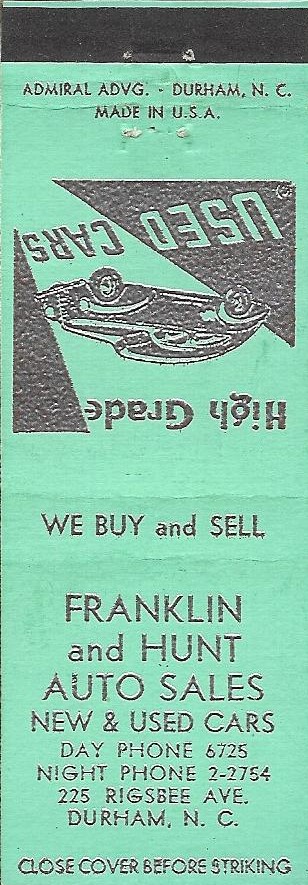 ADMIRAL ADVG. - DURHAM, N. C.
MADE IN U.S.A.
High Grade
USED
CARS
WE BUY and SELL
FRANKLIN
and HUNT
AUTO SALES
NEW & USED CARS
DAY PHONE 6725
NIGHT PHONE 2-2754
225 RIGSBEE AVE.
DURHAM, N. C.
CLOSE COVER BEFORE STRIKING